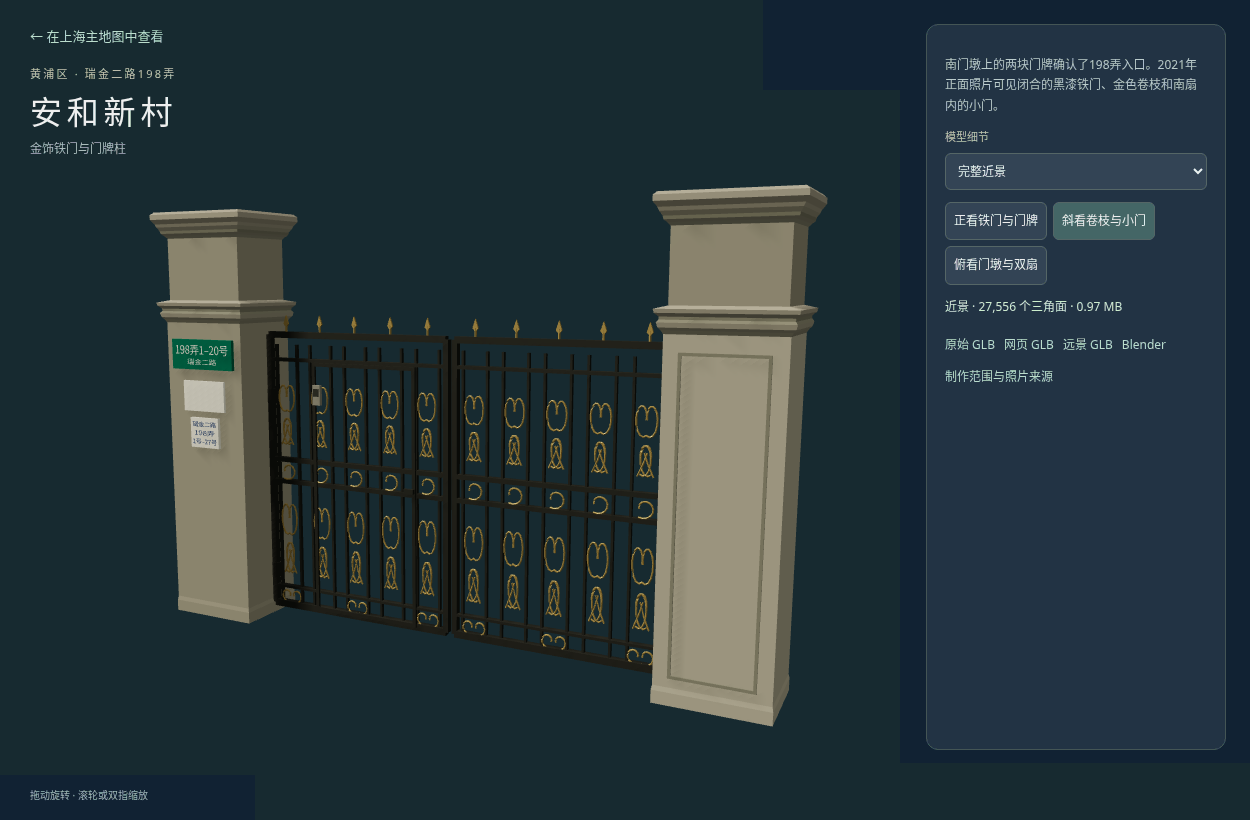 ← 在上海主地图中查看
黄浦区 · 瑞金二路198弄
安和新村
金饰铁门与门牌柱
198弄1-20号
瑞金二路
瑞金二路
198弄
1号-27号
南门墩上的两块门牌确认了198弄入口。2021年
正面照片可见闭合的黑漆铁门、金色卷枝和南扇
内的小门。
模型细节
完整近景
正看铁门与门牌
斜看卷枝与小门
俯看门墩与双扇
近景 · 27,556 个三角面 · 0.97 MB
原始 GLB 网页 GLB 远景 GLB Blender
制作范围与照片来源
拖动旋转 · 滚轮或双指缩放